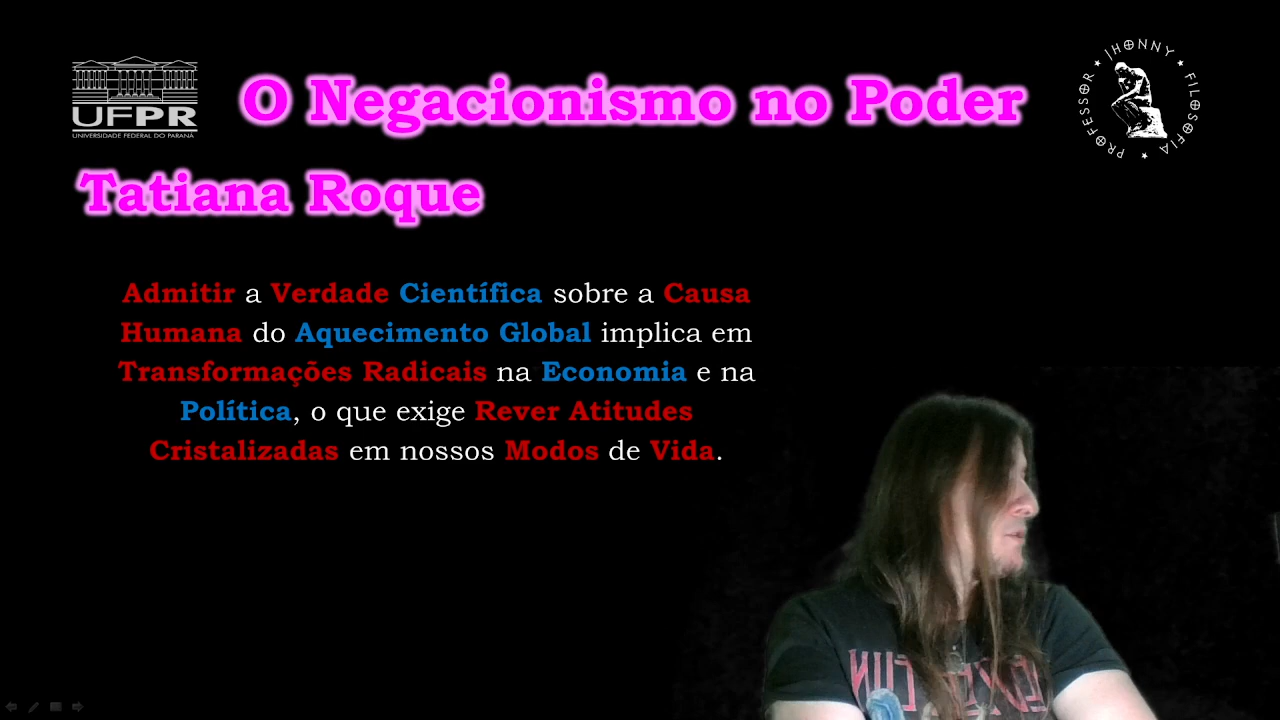 UFPR
UNIVERSIDADE FEDERAL DO PARANÁ
O Negacionismo no Poder
PROFESSOR ★ JHONNY ★ FILOSOFIA ★
Tatiana Roque
Admitir a Verdade Científica sobre a Causa
Humana do Aquecimento Global implica em
Transformações Radicais na Economia e na
Política, o que exige Rever Atitudes
Cristalizadas em nossos Modos de Vida.